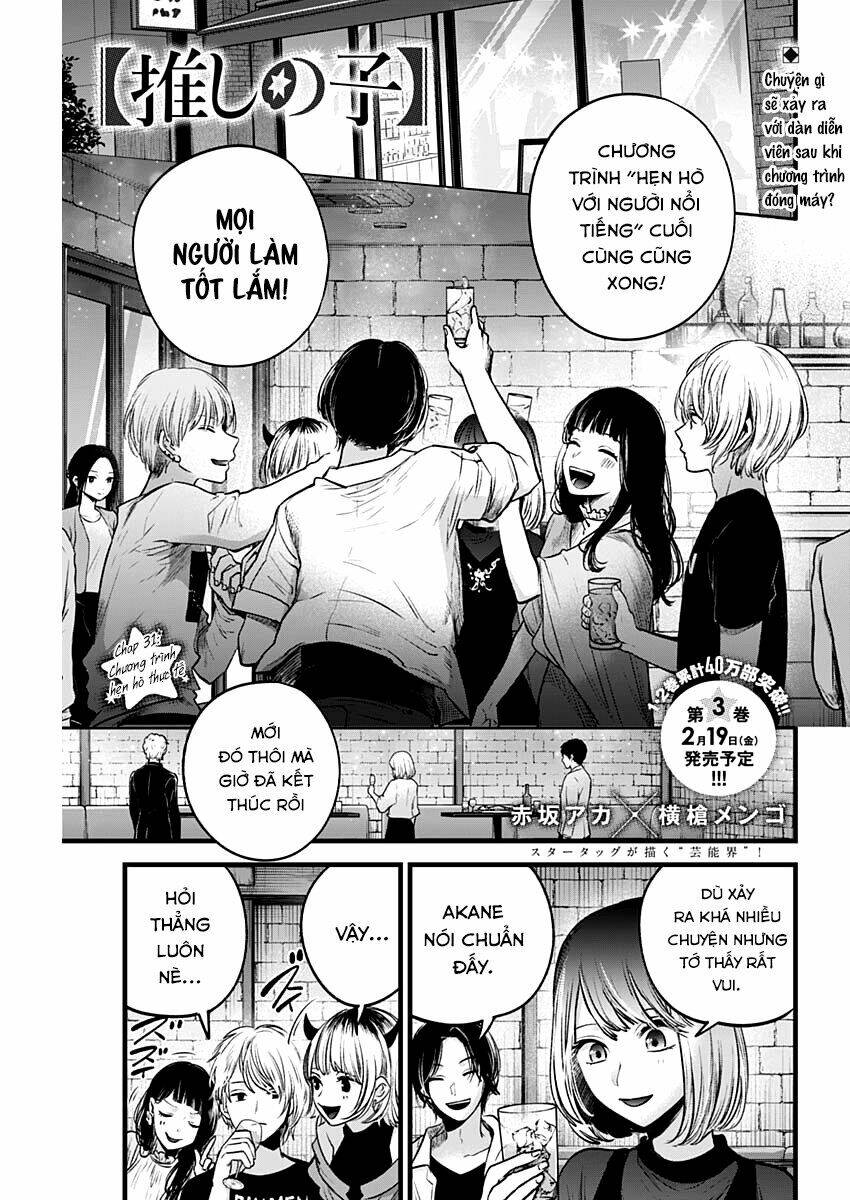 【推しの子】
◆
Chuyện gì
sẽ xảy ra
với dàn diễn
viên sau khi
chương trình
đóng máy?
CHƯƠNG
TRÌNH "HẸN HÒ
VỚI NGƯỜI NỔI
TIẾNG" CUỐI
CÙNG CŨNG
XONG!
MỌI
NGƯỜI LÀM
TỐT LẮM!
Chap 31:
Chương trình
hẹn hò thực tế
1、2巻累計40万部突破!!
第3巻
2月19日(金)
発売予定
!!!
MỚI
ĐÓ THÔI MÀ
GIỜ ĐÃ KẾT
THÚC RỒI
赤坂アカ×横槍メンゴ
スタータッグが描く“芸能界”!
DÙ XẢY
RA KHÁ NHIỀU
CHUYỆN NHƯNG
TỚ THẤY RẤT
VUI.
AKANE
NÓI CHUẨN
ĐẤY.
VẬY...
HỎI
THẲNG
LUÔN
NÈ...